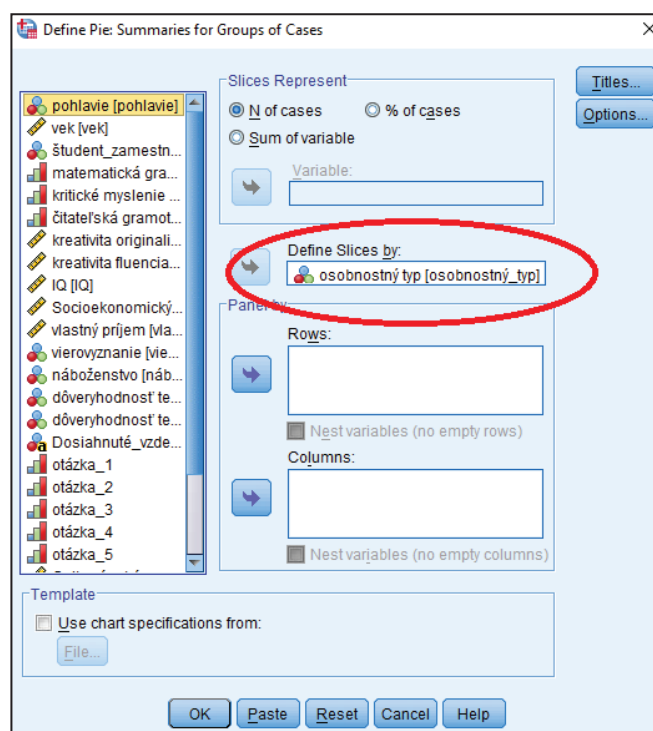 Define Pie: Summaries for Groups of Cases
pohlavie [pohlavie]
vek [vek]
študent_zamestn...
matematická gra...
kritické myslenie ...
čitateľská gramot...
kreativita originali...
kreativita fluencia...
IQ [IQ]
Socioekonomický...
vlastný príjem [vla...
vierovyznanie [vie...
náboženstvo [náb...
dôveryhodnosť te...
dôveryhodnosť te...
Dosiahnuté_vzde...
otázka_1
otázka_2
otázka_3
otázka_4
otázka_5
Slices Represent
N of cases
% of cases
Sum of variable
Variable:
Define Slices by:
osobnostný typ [osobnostný_typ]
Panel by
Rows:
Nest variables (no empty rows)
Columns:
Nest variables (no empty columns)
Titles...
Options...
Template
Use chart specifications from:
File...
OK
Paste
Reset
Cancel
Help